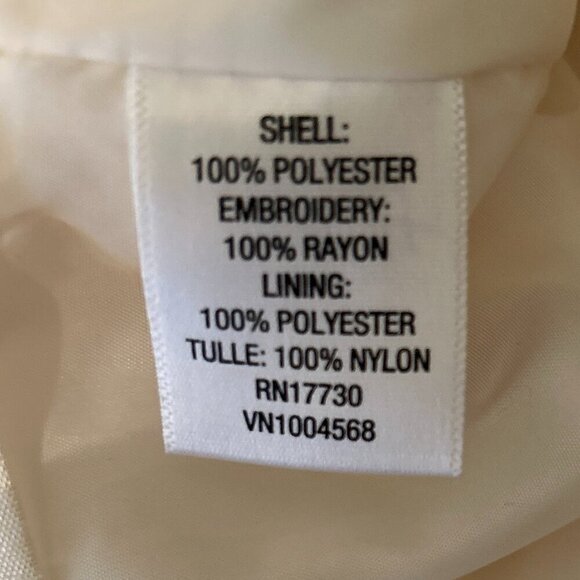 SHELL:
100% POLYESTER
EMBROIDERY:
100% RAYON
LINING:
100% POLYESTER
TULLE: 100% NYLON
RN17730
VN1004568